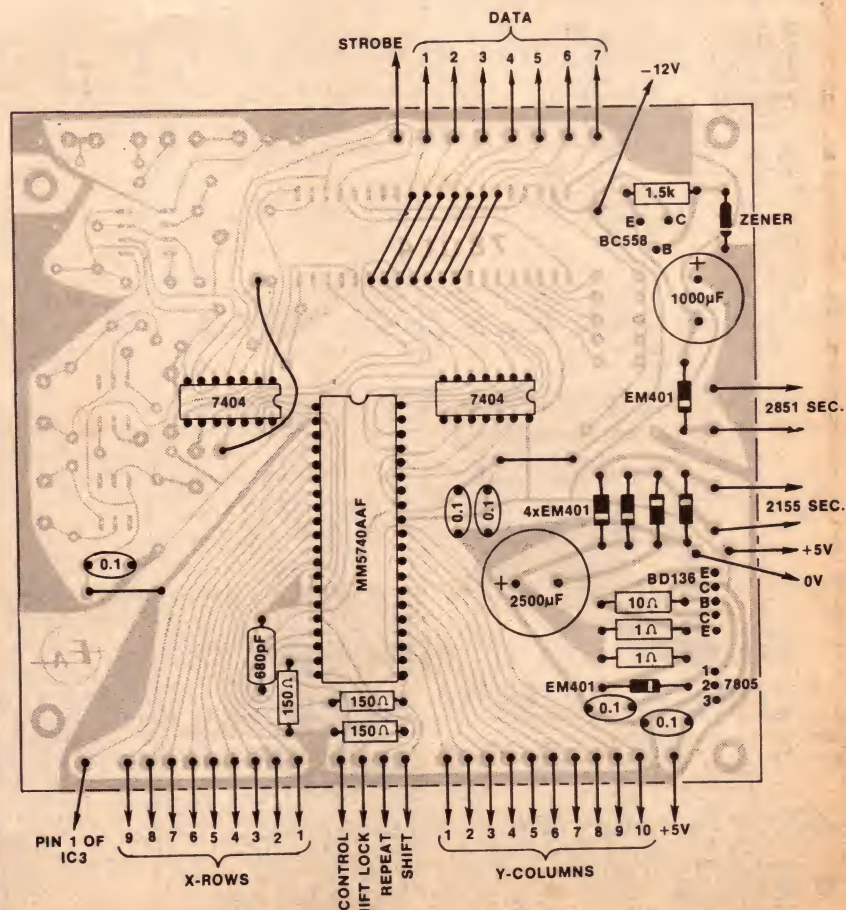 DATA
STROBE 1 2 3 4 5 6 7
-12V
1.5k
E C
BC558
B
ZENER
+
1000µF
7404
7404
EM401
2851 SEC.
MM5740AAF
0.1 0.1
4xEM401
2155 SEC.
+5V
0V
0.1
+
2500µF
BD136
E
C
B
C
E
10Ω
1Ω
1Ω
680pF
150Ω
150Ω
150Ω
EM401
1
2 7805
3
0.1
0.1
EA
PIN 1 OF
IC3
9 8 7 6 5 4 3 2 1
X-ROWS
CONTROL
IFT LOCK
REPEAT
SHIFT
1 2 3 4 5 6 7 8 9 10 +5V
Y-COLUMNS